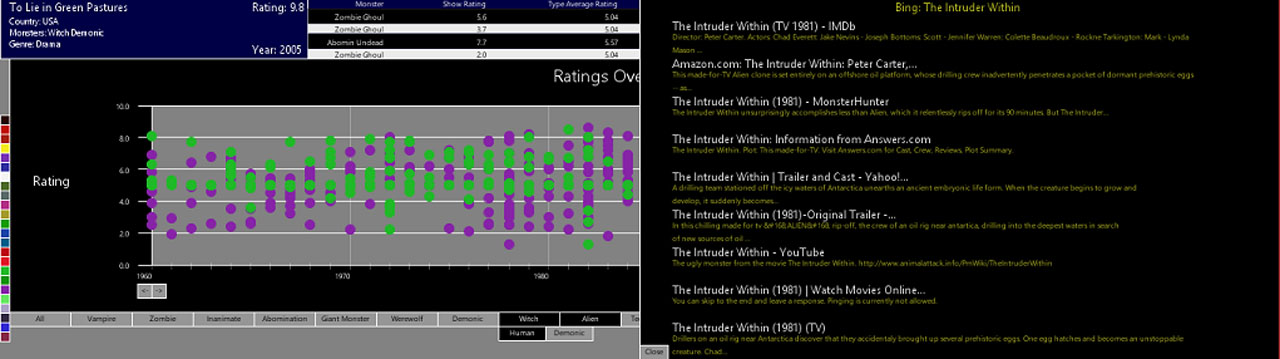 To Lie in Green Pastures
Rating: 9.8
Country: USA
Monsters: Witch Demonic
Genre: Drama
Year: 2005
Monster Show Rating Type Average Rating
Zombie Ghoul 5.6 5.04
Zombie Ghoul 3.7 5.04
Abomin Undead 7.7 5.57
Zombie Ghoul 2.0 5.04
Ratings Ove
10.0
8.0
6.0
Rating
4.0
2.0
0.0
1960 1970 1980
<- ->
All Vampire Zombie Inanimate Abomination Giant Monster Werewolf Demonic Witch Alien Te
Human Demonic
Bing: The Intruder Within
The Intruder Within (TV 1981) - IMDb
Director: Peter Carter. Actors: Chad Everett: Jake Nevins - Joseph Bottoms: Scott - Jennifer Warren: Colette Beaudroux - Rockne Tarkington: Mark - Lynda
Mason ...
Amazon.com: The Intruder Within: Peter Carter,...
This made-for-TV Alien clone is set entirely on an offshore oil platform, whose drilling crew inadvertently penetrates a pocket of dormant prehistoric eggs
-- as...
The Intruder Within (1981) - MonsterHunter
The Intruder Within unsurprisingly accomplishes less than Alien, which it relentlessly rips off for its 90 minutes. But The Intruder...
The Intruder Within: Information from Answers.com
The Intruder Within. Plot: This made-for-TV. Visit Answers.com for Cast, Crew, Reviews, Plot Summary.
The Intruder Within | Trailer and Cast - Yahoo!...
A drilling team stationed off the icy waters of Antarctica unearths an ancient embryonic life form. When the creature begins to grow and
develop, it suddenly becomes...
The Intruder Within (1981)-Original Trailer -...
In this chilling made for tv &#168;ALIEN&#168; rip-off, the crew of an oil rig near antartica, drilling into the deepest waters in search
of new sources of oil ...
The Intruder Within - YouTube
The ugly monster from the movie The Intruder Within. http://www.animalattack.info/PmWiki/TheIntruderWithin
The Intruder Within (1981) | Watch Movies Online...
You can skip to the end and leave a response. Pinging is currently not allowed.
The Intruder Within (1981) (TV)
Drillers on an oil rig near Antarctica discover that they accidentaly brought up several prehistoric eggs. One egg hatches and becomes an unstoppable
creature. Chad...
Close